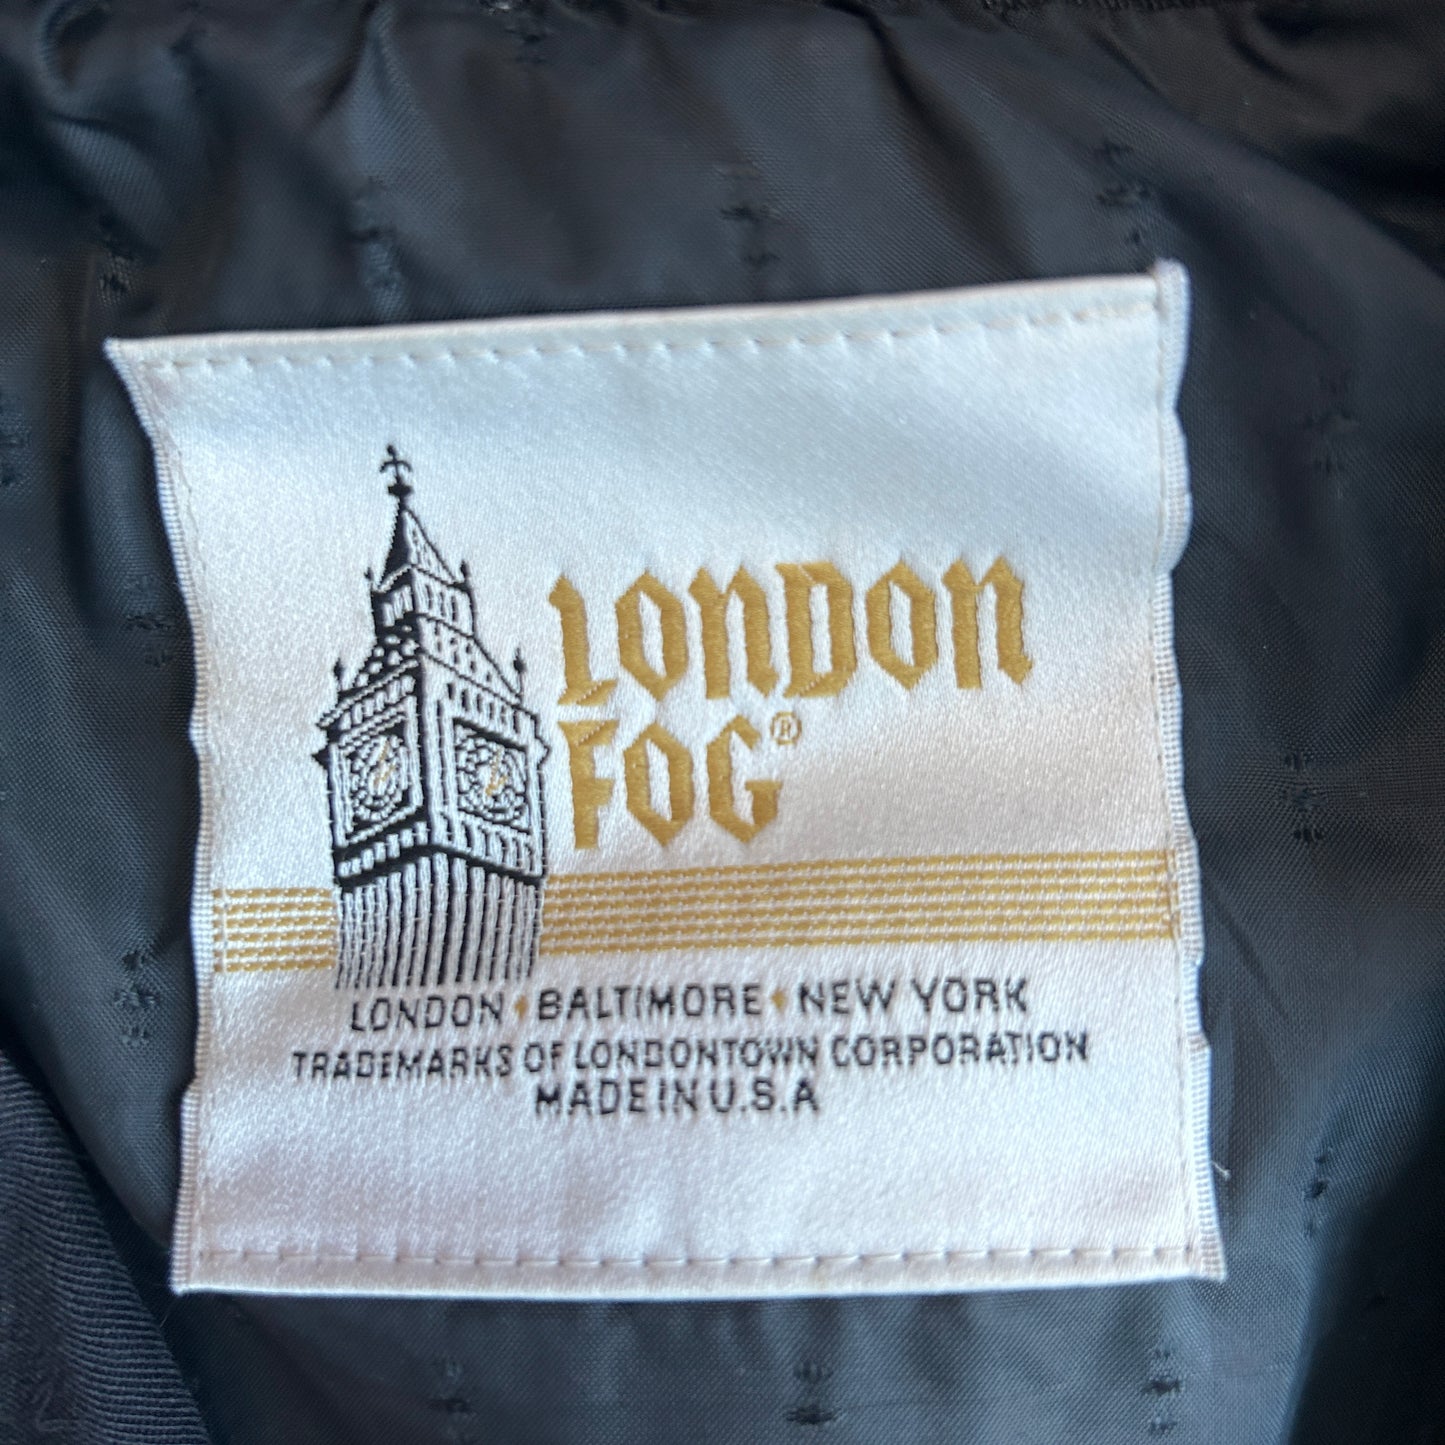 LONDON
FOG®
LONDON ♦ BALTIMORE ♦ NEW YORK
TRADEMARKS OF LONDONTOWN CORPORATION
MADE IN U.S.A